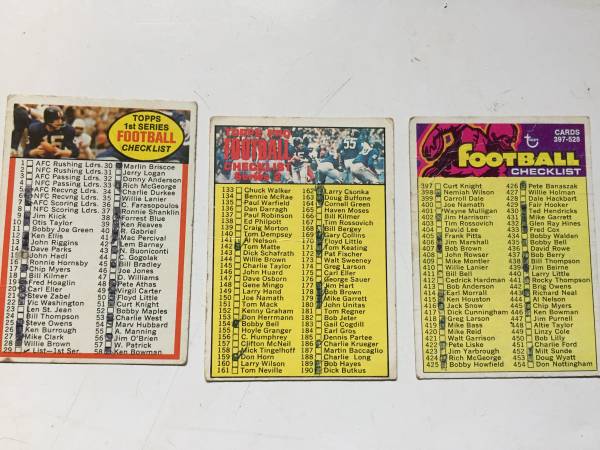 TOPPS
1st SERIES
FOOTBALL
CHECKLIST
1 AFC Rushing Ldrs.
2 NFC Rushing Ldrs.
3 AFC Passing Ldrs.
4 NFC Passing Ldrs.
5 AFC Recvng Ldrs.
6 NFC Recvng Ldrs.
7 AFC Scoring Ldrs.
8 NFC Scoring Ldrs.
9 Jim Kiick
10 Otis Taylor
11 Bobby Joe Green
12 Ken Ellis
13 John Riggins
14 Dave Parks
15 John Hadl
16 Ronnie Hornsby
17 Chip Myers
18 Bill Kilmer
19 Fred Hoaglin
20 Carl Eller
21 Steve Zabel
22 Vic Washington
23 Len St. Jean
24 Bill Thompson
25 Steve Owens
26 Ken Burrough
27 Mike Clark
28 Willie Brown
29 List—1st Ser.
30 Marlin Briscoe
31 Jerry Logan
32 Donny Anderson
33 Rich McGeorge
34 Charlie Durkee
35 Willie Lanier
36 C. Farasopoulos
37 Ronnie Shanklin
38 Forrest Blue
39 Ken Reaves
40 Gabriel
41 Mac Percival
42 Lem Barney
43 N. Buoniconti
44 C. Gogolak
45 Bill Bradley
46 Joe Jones
47 D. Williams
48 Pete Athas
49 Virgil Carter
50 Floyd Little
51 Curt Knight
52 Bobby Maples
53 Charlie West
54 Marv Hubbard
55 A. Manning
56 Jim O'Brien
57 W. Patrick
58 Ken Bowman
TOPPS PRO
FOOTBALL
CHECKLIST
133 Chuck Walker
134 Bernie McRae
135 Paul Warfield
136 Dan Darragh
137 Paul Robinson
138 Ed Philpott
139 Craig Morton
140 Tom Dempsey
141 Al Nelson
142 Tom Matte
143 Dick Schafrath
144 Willie Brown
145 Charlie Taylor
146 John Huard
147 Dave Osborn
148 Gene Mingo
149 Larry Hand
150 Joe Namath
151 Tom Mack
152 Kenny Graham
153 Don Herrmann
154 Bobby Bell
155 Hoyle Granger
156 C. Humphrey
157 Clifton McNeil
158 Mick Tingelhoff
159 Don Horn
160 Larry Wilson
161 Tom Neville
162 Larry Csonka
163 Doug Buffone
164 Cornell Green
165 Haven Moses
166 Bill Kilmer
167 Tim Rossovich
168 Bill Bergey
169 Gary Collins
170 Floyd Little
171 Tom Keating
172 Pat Fischer
173 Walt Sweeney
174 Greg Larson
175 Carl Eller
176 George Sauer
177 Jim Hart
178 Bob Brown
179 Mike Garrett
180 John Unitas
181 Tom Regner
182 Bob Jeter
183 Gail Cogdill
184 Earl Gros
185 Dennis Partee
186 Charlie Krueger
187 Martin Baccaglio
188 Charlie Long
189 Bob Hayes
190 Dick Butkus
CARDS
397-528
FOOTBALL
CHECKLIST
397 Curt Knight
398 Nemiah Wilson
399 Carroll Dale
400 Joe Namath
401 Wayne Mulligan
402 Jim Harrison
403 Tim Rossovich
404 David Lee
405 Frank Pitts
406 Jim Marshall
407 Bob Brown
408 John Rowser
409 Mike Montler
410 Willie Lanier
411 Bill Bell
412 Cedrick Hardman
413 Bob Anderson
414 Earl Morrall
415 Ken Houston
416 Jack Snow
417 Dick Cunningham
418 Greg Larson
419 Mike Bass
420 Mike Reid
421 Walt Garrison
422 Pete Liske
423 Jim Yarbrough
424 Rich McGeorge
425 Bobby Howfield
426 Pete Banaszak
427 Willie Holman
428 Dale Hackbart
429 Fair Hooker
430 Ted Hendricks
431 Mike Garrett
432 Glen Ray Hines
433 Fred Cox
434 Bobby Walden
435 Bobby Bell
436 Dave Rowe
437 Bob Berry
438 Bill Thompson
439 Jim Beirne
440 Larry Little
441 Rocky Thompson
442 Brig Owens
443 Richard Neal
444 Al Nelson
445 Chip Myers
446 Ken Bowman
447 Jim Purnell
448 Altie Taylor
449 Linzy Cole
450 Bob Lilly
451 Charlie Ford
452 Milt Sunde
453 Doug Wyatt
454 Don Nottingham